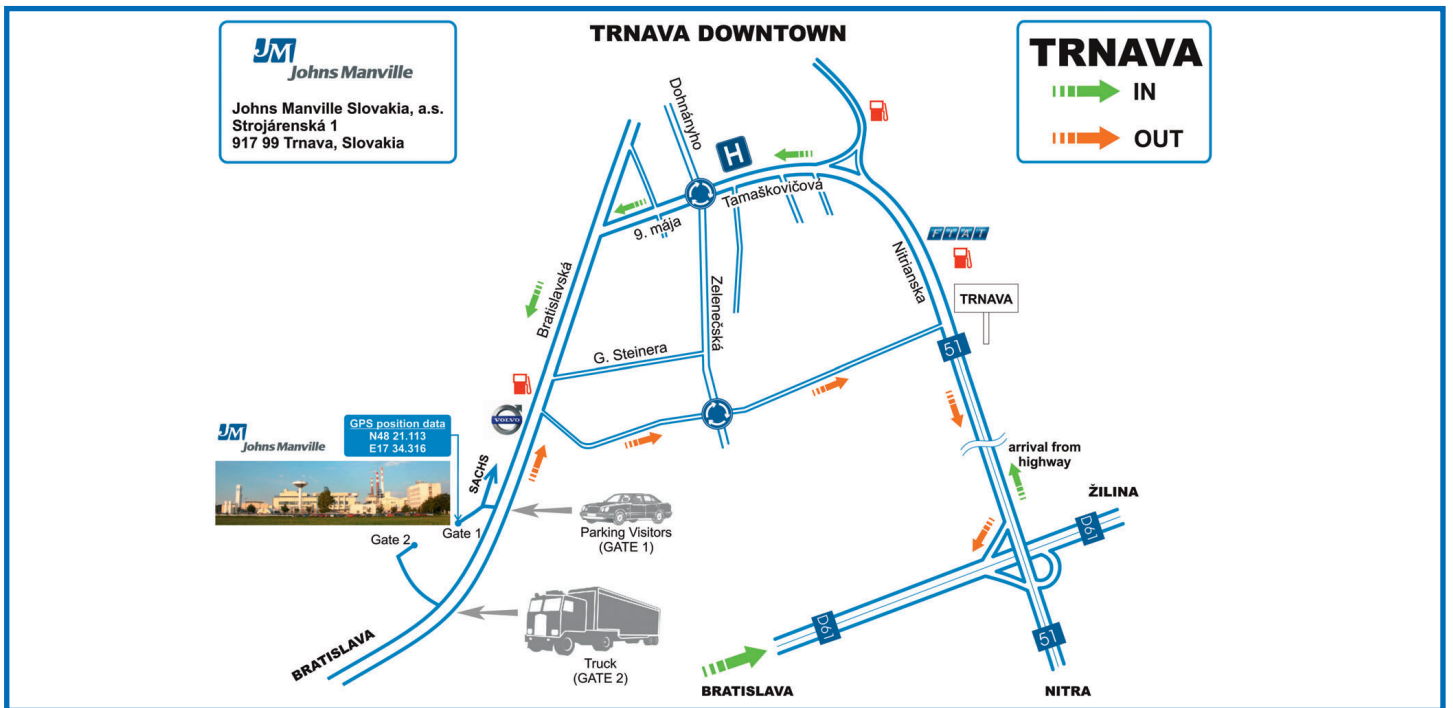 JM
Johns Manville
Johns Manville Slovakia, a.s.
Strojárenská 1
917 99 Trnava, Slovakia
TRNAVA DOWNTOWN
TRNAVA
IN
OUT
Dohnányho
H
Tamaškovičová
9. mája
Bratislavská
Zelenečská
Nitrianska
FIAT
TRNAVA
51
G. Steinera
VOLVO
GPS position data
N48 21.113
E17 34.316
JM
Johns Manville
SACHS
Gate 1
Gate 2
Parking Visitors
(GATE 1)
Truck
(GATE 2)
BRATISLAVA
arrival from
highway
ŽILINA
D61
D61
51
BRATISLAVA
NITRA